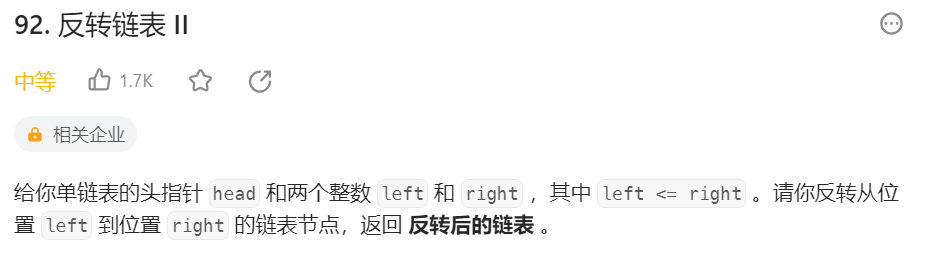 92. 反转链表 II
中等 1.7K
相关企业
给你单链表的头指针 head 和两个整数 left 和 right ，其中 left <= right 。请你反转从位
置 left 到位置 right 的链表节点，返回 反转后的链表 。